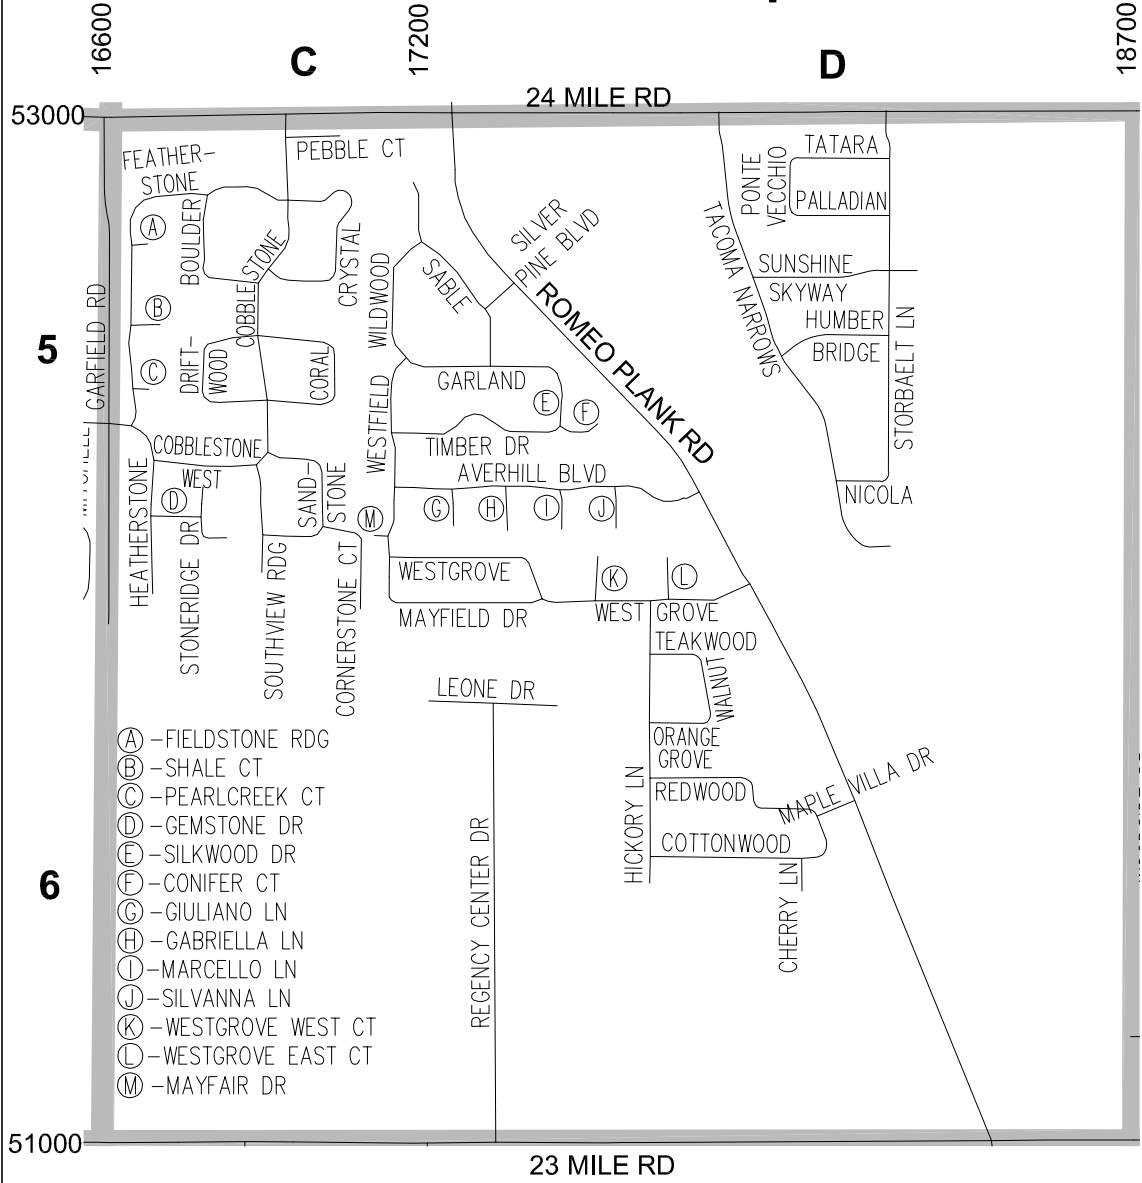 16600
C
17200
D
18700
53000
24 MILE RD
FEATHER-
STONE
PEBBLE CT
TATARA
PONTE
VECCHIO
PALLADIAN
A
BOULDER
COBBLESTONE
CRYSTAL
SILVER
PINE BLVD
TACOMA NARROWS
SUNSHINE
SKYWAY
SABLE
WILDWOOD
B
HUMBER
BRIDGE
ROMEO PLANK RD
5
GARFIELD RD
C
DRIFT-
WOOD
CORAL
GARLAND
E
F
STORBAELT LN
WESTFIELD
TIMBER DR
COBBLESTONE
WEST
AVERHILL BLVD
NICOLA
D
SAND-
STONE
M
G
H
I
J
HEATHERSTONE
STONERIDGE DR
SOUTHVIEW RDG
CORNERSTONE CT
WESTGROVE
K
L
MAYFIELD DR
WEST GROVE
TEAKWOOD
WALNUT
LEONE DR
ORANGE
GROVE
HICKORY LN
REDWOOD
MAPLE VILLA DR
COTTONWOOD
CHERRY LN
REGENCY CENTER DR
6
A -FIELDSTONE RDG
B -SHALE CT
C -PEARLCREEK CT
D -GEMSTONE DR
E -SILKWOOD DR
F -CONIFER CT
G -GIULIANO LN
H -GABRIELLA LN
I -MARCELLO LN
J -SILVANNA LN
K -WESTGROVE WEST CT
L -WESTGROVE EAST CT
M -MAYFAIR DR
51000
23 MILE RD